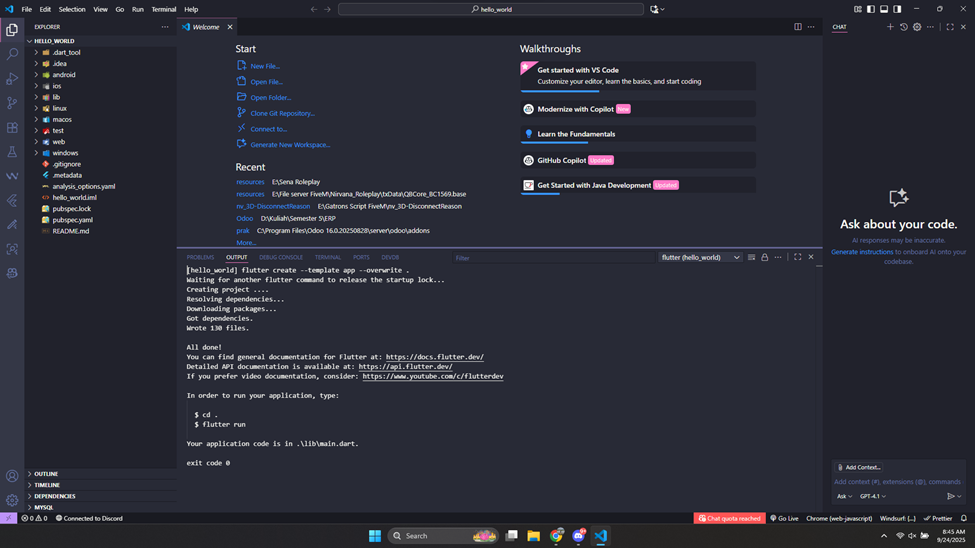 File Edit Selection View Go Run Terminal Help
hello_world
EXPLORER
HELLO_WORLD
.dart_tool
.idea
android
ios
lib
linux
macos
test
web
windows
.gitignore
.metadata
analysis_options.yaml
hello_world.iml
pubspec.lock
pubspec.yaml
README.md
OUTLINE
TIMELINE
DEPENDENCIES
MYSQL
Welcome
Start
New File...
Open File...
Open Folder...
Clone Git Repository...
Connect to...
Generate New Workspace...
Recent
resources E:\Sena Roleplay
resources E:\File server FiveM\Nirvana_Roleplay\txData\QBCore_BC1569.base
nv_3D-DisconnectReason E:\Gatrons Script FiveM\nv_3D-DisconnectReason
Odoo D:\Kuliah\Semester 5\ERP
prak C:\Program Files\Odoo 16.0.20250828\server\odoo\addons
More...
Walkthroughs
Get started with VS Code
Customize your editor, learn the basics, and start coding
Modernize with Copilot New
Learn the Fundamentals
GitHub Copilot Updated
Get Started with Java Development Updated
PROBLEMS OUTPUT DEBUG CONSOLE TERMINAL PORTS DEVDB
Filter
flutter (hello_world)
[hello_world] flutter create --template app --overwrite .
Waiting for another flutter command to release the startup lock...
Creating project ....
Resolving dependencies...
Downloading packages...
Got dependencies.
Wrote 130 files.
All done!
You can find general documentation for Flutter at: https://docs.flutter.dev/
Detailed API documentation is available at: https://api.flutter.dev/
If you prefer video documentation, consider: https://www.youtube.com/c/flutterdev
In order to run your application, type:
$ cd .
$ flutter run
Your application code is in .\lib\main.dart.
exit code 0
CHAT
Ask about your code.
AI responses may be inaccurate.
Generate instructions to onboard AI onto your
codebase.
Add Context...
Add context (#), extensions (@), commands
Ask GPT-4.1
0 0 Connected to Discord
Chat quota reached Go Live Chrome (web-javascript) Windsurf: {...} Prettier
Search
8:45 AM
9/24/2025